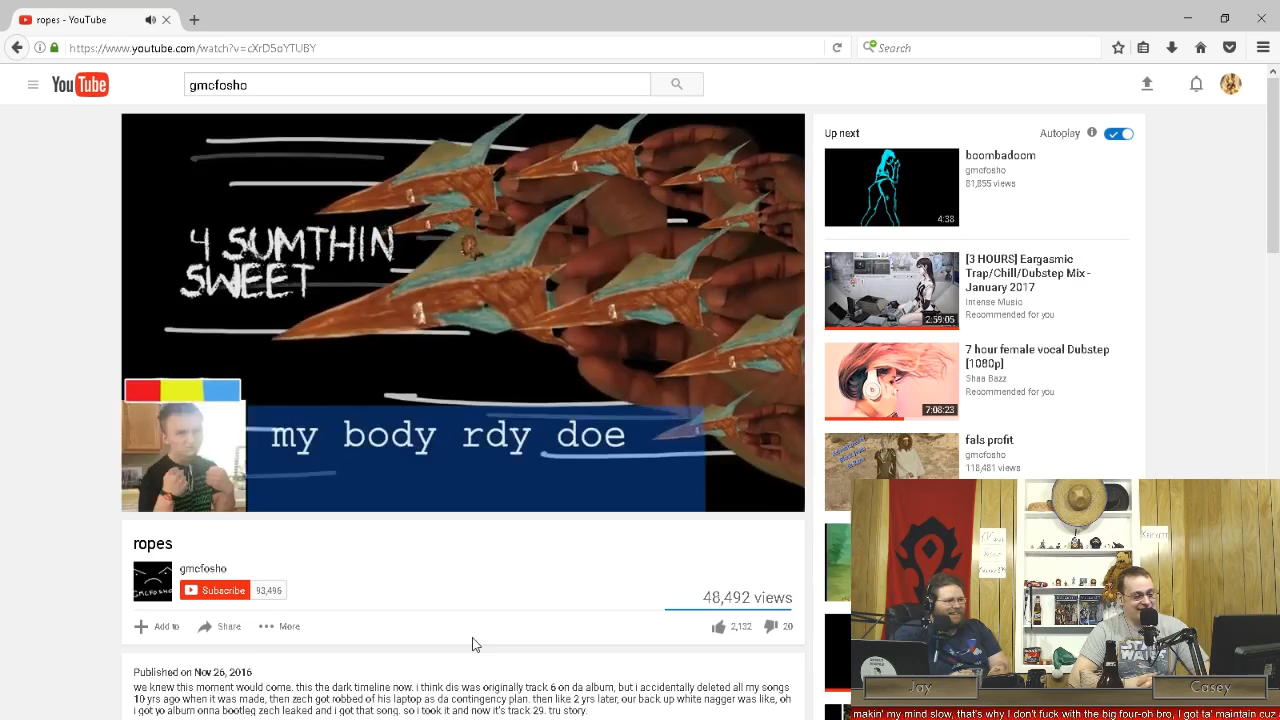 ropes - YouTube
https://www.youtube.com/watch?v=cXrD5oYTUBY
Search
YouTube
gmcfosho
4 SUMTHIN
SWEET
my body rdy doe
ropes
GMCFOSHO
gmcfosho
Subscribe 93,495
48,492 views
Add to Share More
2,132 20
Published on Nov 26, 2016
we knew this moment would come. this the dark timeline now. i think dis was originally track 6 on da album, but i accidentally deleted all my songs
10 yrs ago when it was made, then zech got robbed of his laptop as da contingency plan. then like 2 yrs later, our back up white nagger was like, oh
i got yo album onna bootleg zech leaked and i got that song. so i took it and now it's track 29. tru story.
Up next
Autoplay
boombadoom
gmcfosho
81,855 views
4:38
[3 HOURS] Eargasmic
Trap/Chill/Dubstep Mix -
January 2017
Intense Music
Recommended for you
2:59:05
7 hour female vocal Dubstep
[1080p]
Shaa Bazz
Recommended for you
7:08:23
fals profit
gmcfosho
118,481 views
STAR
WARS
Jay
Casey
makin' my mind slow, that's why I don't fuck with the big four-oh bro, I got ta' maintain cuz